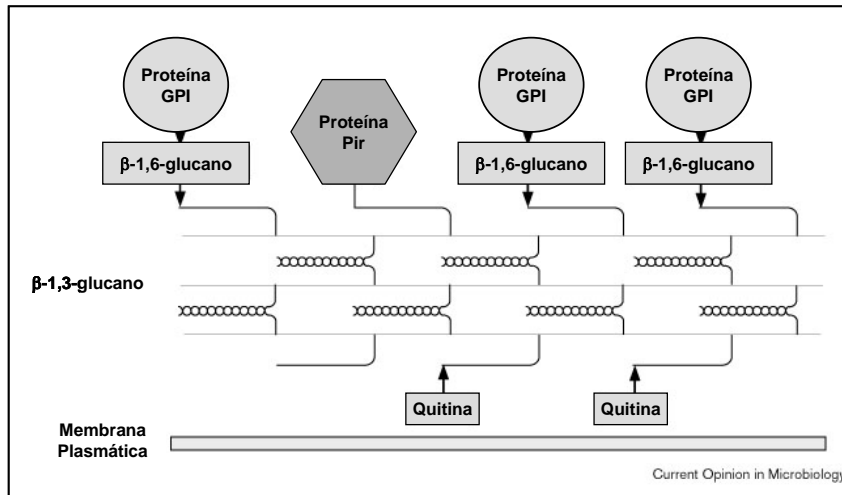 Proteína
GPI
Proteína
GPI
Proteína
GPI
Proteína
Pir
β-1,6-glucano
β-1,6-glucano
β-1,6-glucano
β-1,3-glucano
Quitina
Quitina
Membrana
Plasmática
Current Opinion in Microbiology